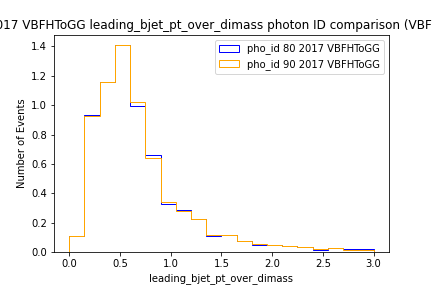 017 VBFHToGG leading_bjet_pt_over_dimass photon ID comparison (VBF
pho_id 80 2017 VBFHToGG
pho_id 90 2017 VBFHToGG
Number of Events
1.4
1.2
1.0
0.8
0.6
0.4
0.2
0.0
0.0 0.5 1.0 1.5 2.0 2.5 3.0
leading_bjet_pt_over_dimass